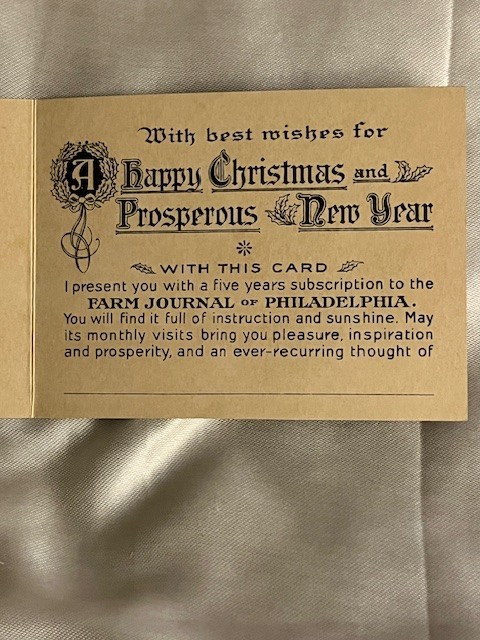 With best wishes for
A Happy Christmas and
Prosperous New Year
WITH THIS CARD
I present you with a five years subscription to the
FARM JOURNAL OF PHILADELPHIA.
You will find it full of instruction and sunshine. May
its monthly visits bring you pleasure, inspiration
and prosperity, and an ever-recurring thought of